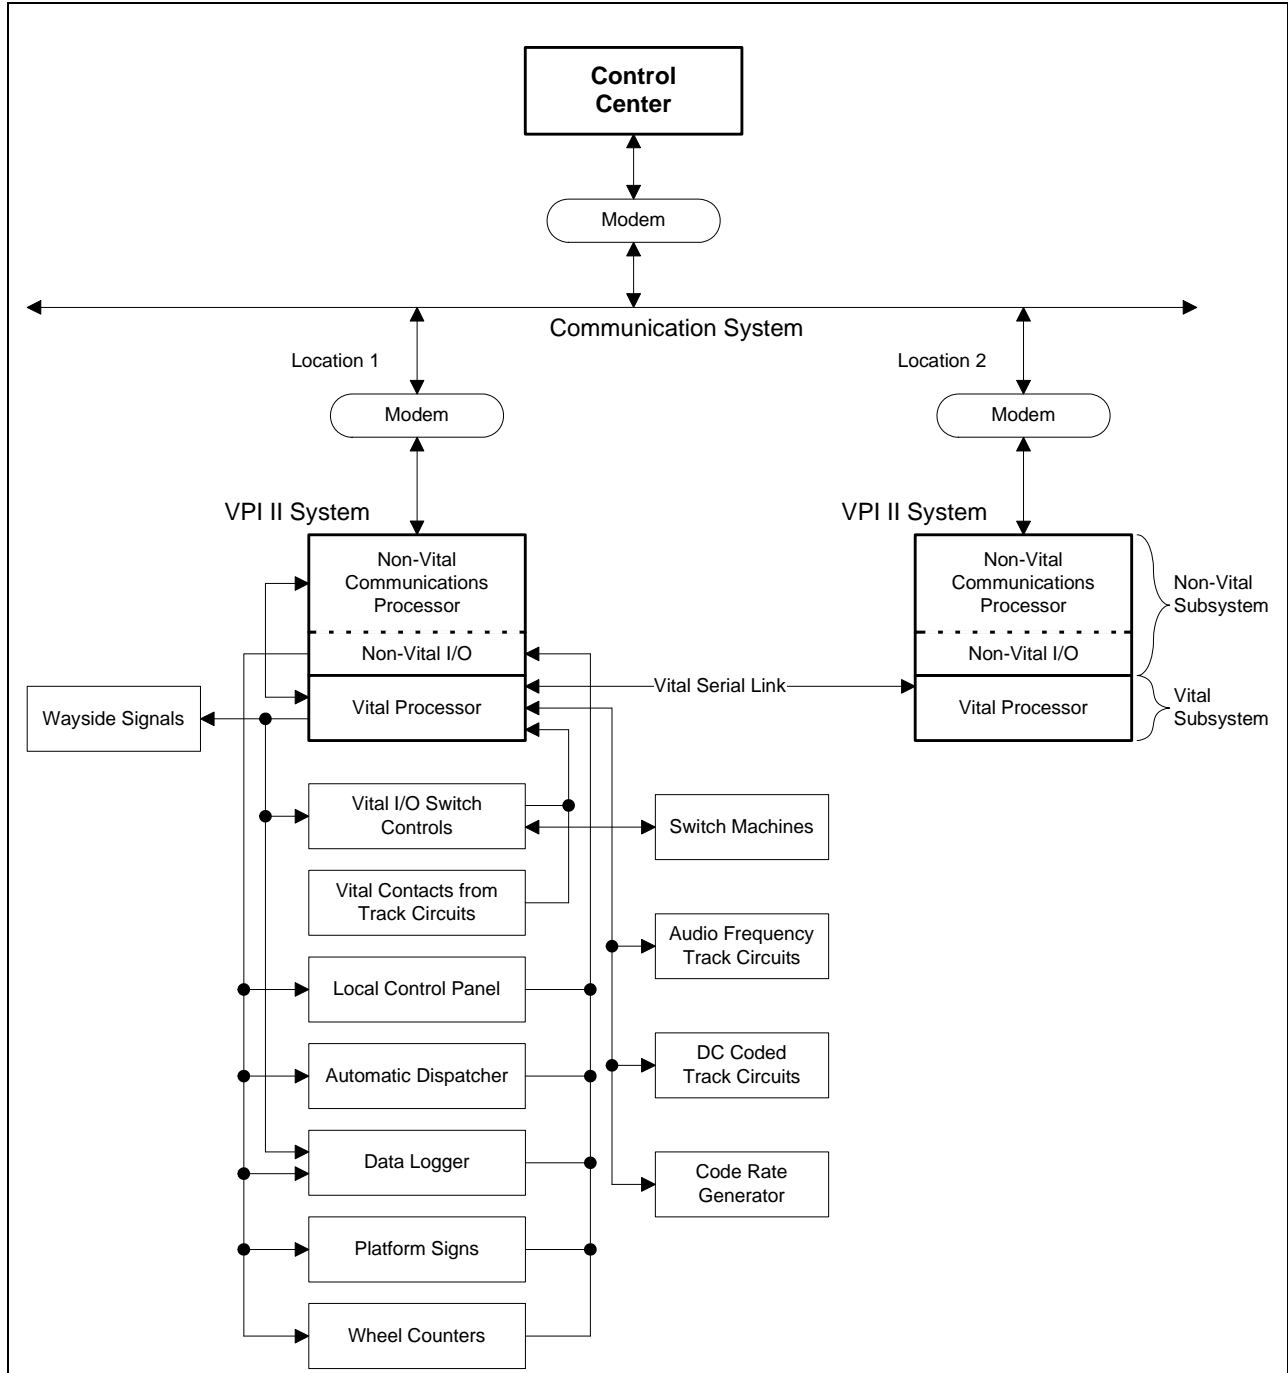 Control
Center
Modem
Communication System
Location 1
Location 2
Modem
Modem
VPI II System
VPI II System
Non-Vital
Communications
Processor
Non-Vital I/O
Vital Processor
Non-Vital
Communications
Processor
Non-Vital I/O
Vital Processor
Non-Vital
Subsystem
Vital
Subsystem
Vital Serial Link
Wayside Signals
Vital I/O Switch
Controls
Switch Machines
Vital Contacts from
Track Circuits
Audio Frequency
Track Circuits
Local Control Panel
DC Coded
Track Circuits
Automatic Dispatcher
Data Logger
Code Rate
Generator
Platform Signs
Wheel Counters